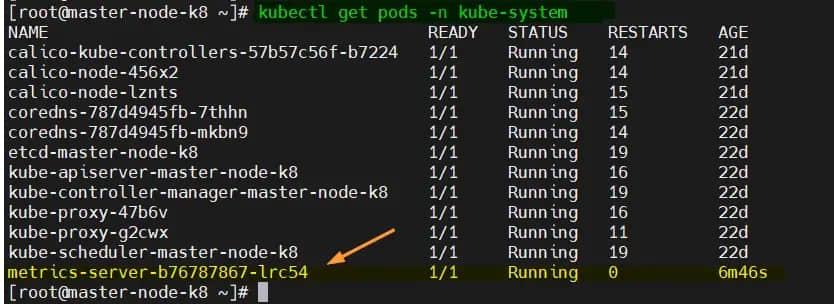 [root@master-node-k8 ~]# kubectl get pods -n kube-system
NAME READY STATUS RESTARTS AGE
calico-kube-controllers-57b57c56f-b7224 1/1 Running 14 21d
calico-node-456x2 1/1 Running 14 21d
calico-node-lznts 1/1 Running 15 21d
coredns-787d4945fb-7thhn 1/1 Running 15 22d
coredns-787d4945fb-mkbn9 1/1 Running 14 22d
etcd-master-node-k8 1/1 Running 19 22d
kube-apiserver-master-node-k8 1/1 Running 16 22d
kube-controller-manager-master-node-k8 1/1 Running 19 22d
kube-proxy-47b6v 1/1 Running 16 22d
kube-proxy-g2cwx 1/1 Running 11 22d
kube-scheduler-master-node-k8 1/1 Running 19 22d
metrics-server-b76787867-lrc54 1/1 Running 0 6m46s
[root@master-node-k8 ~]#